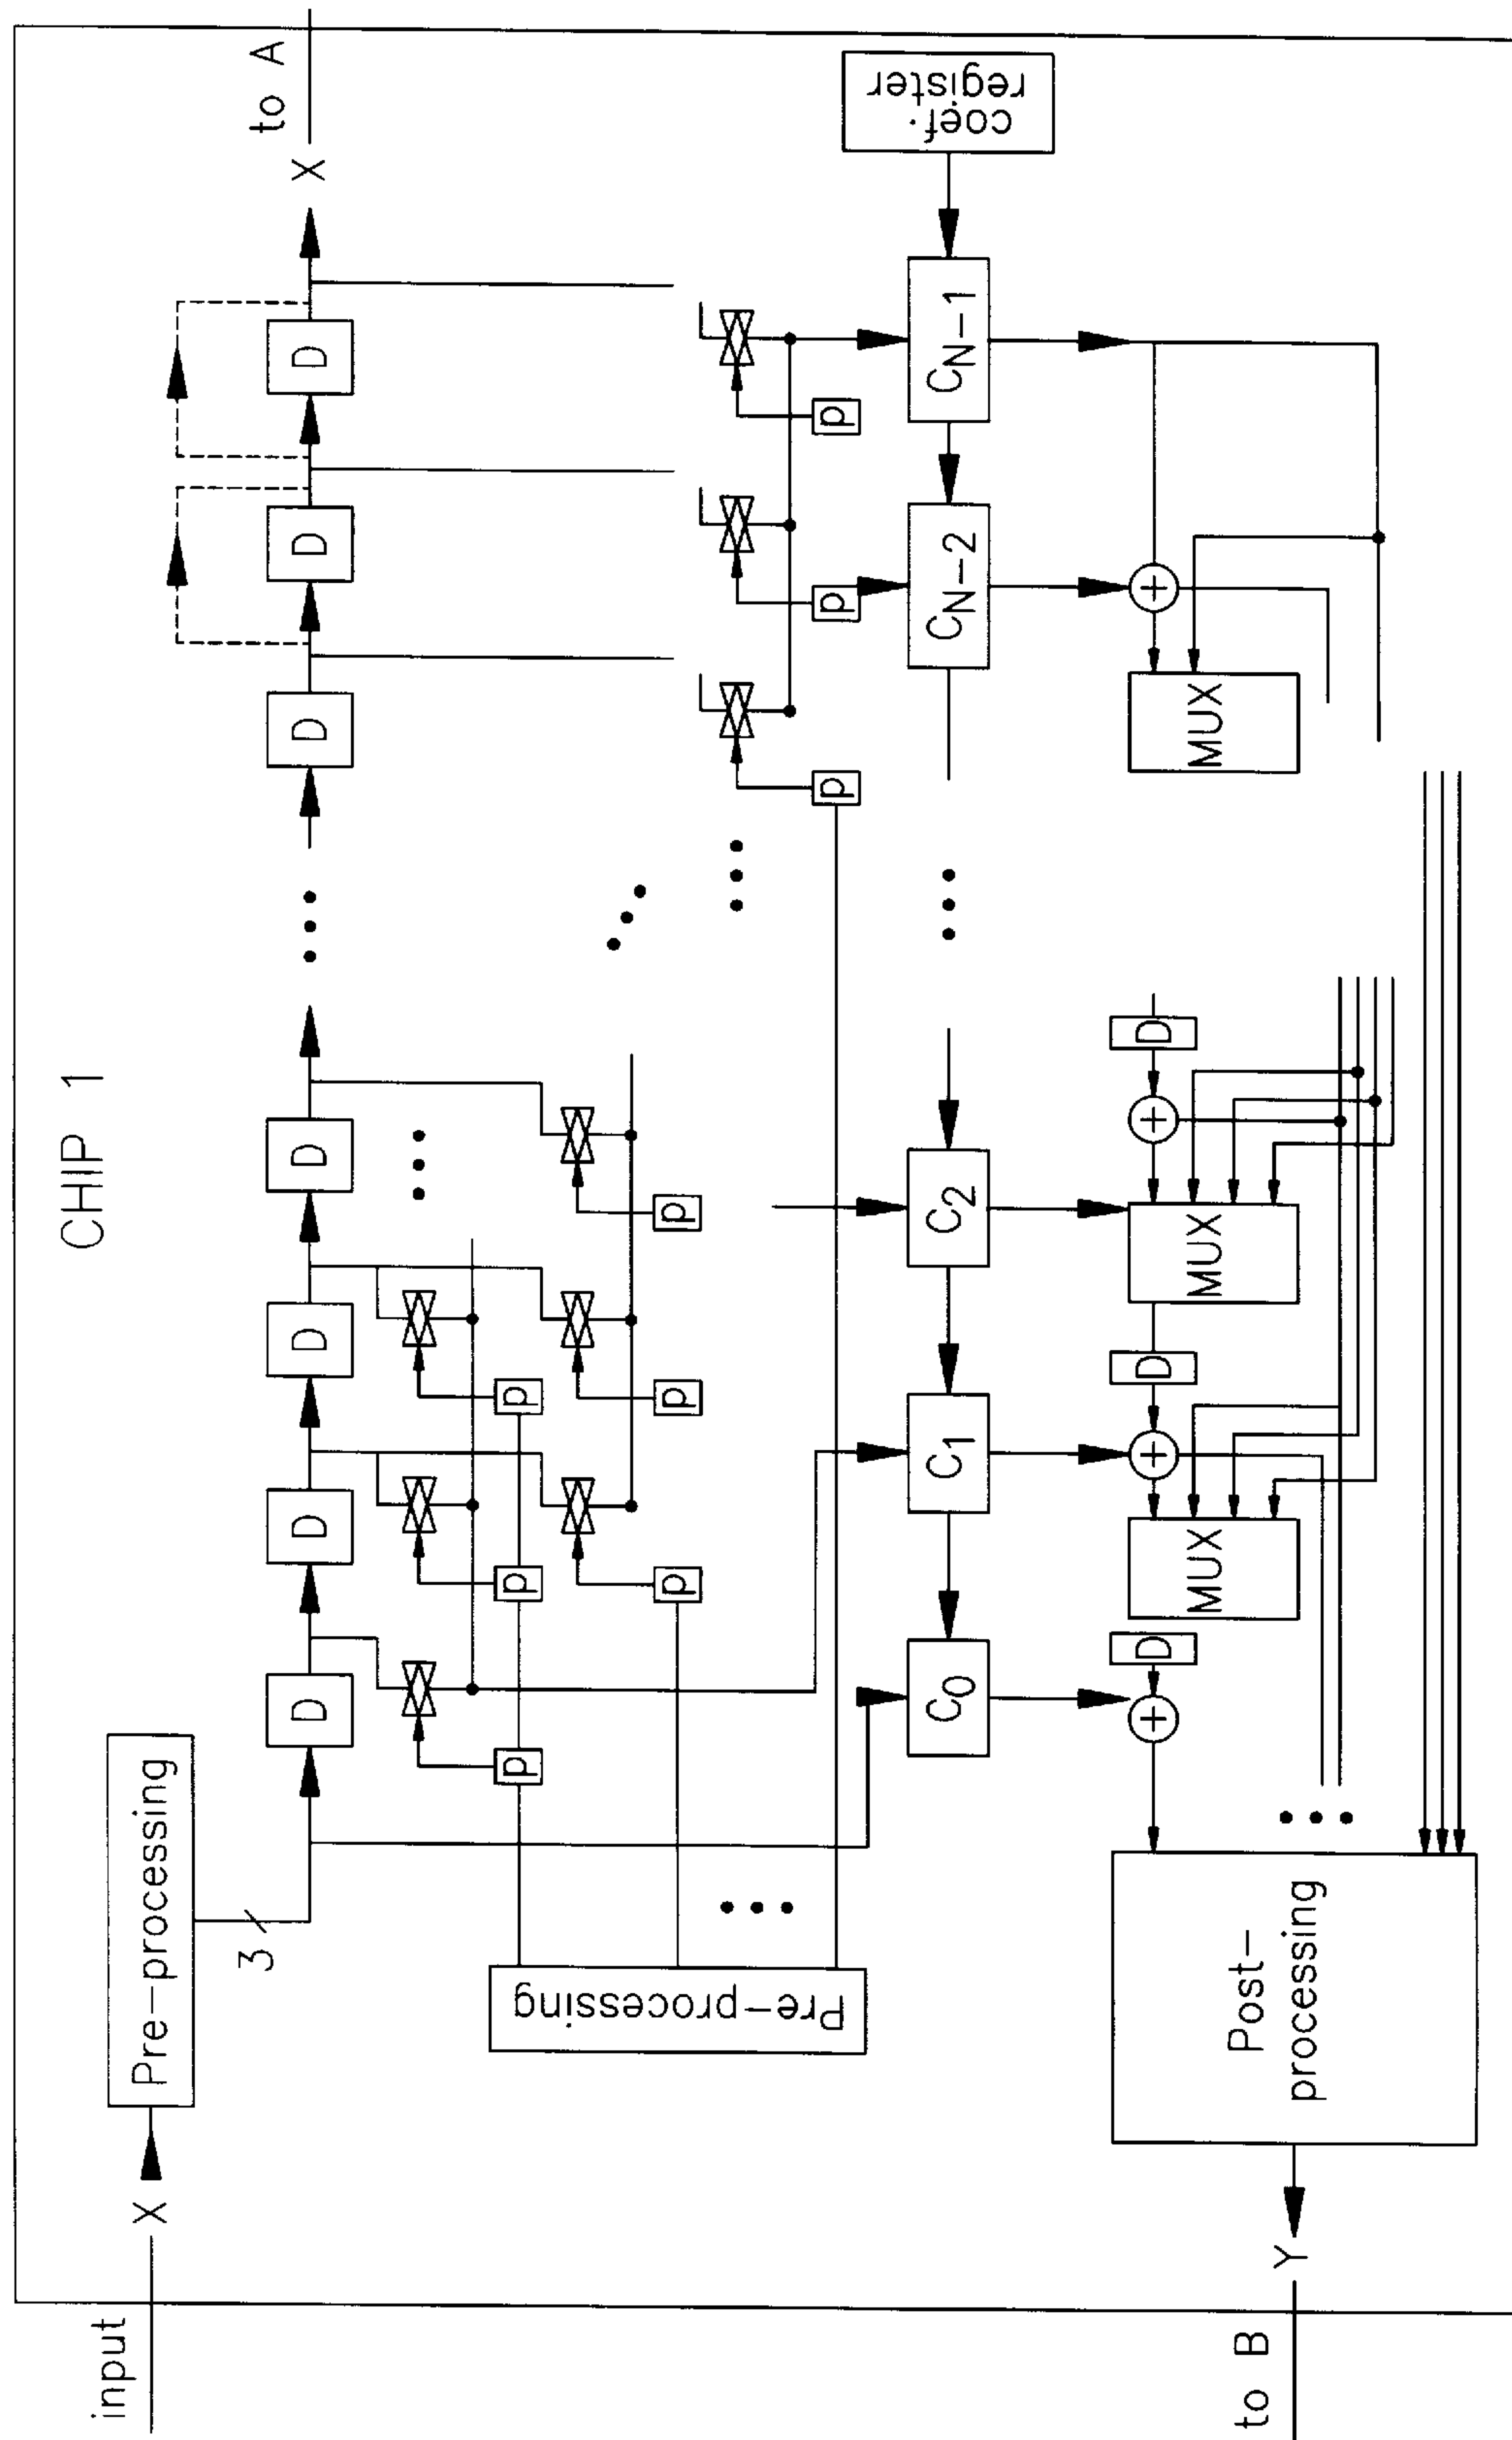 CHIP 1
input
X
Pre-processing
3
D
D
D
D
D
D
D
X
to A
p
p
p
p
p
p
p
p
p
Pre-processing
C0
C1
C2
CN-2
CN-1
coef.
register
D
D
D
MUX
MUX
MUX
+
+
+
+
Post-
processing
Y
to B